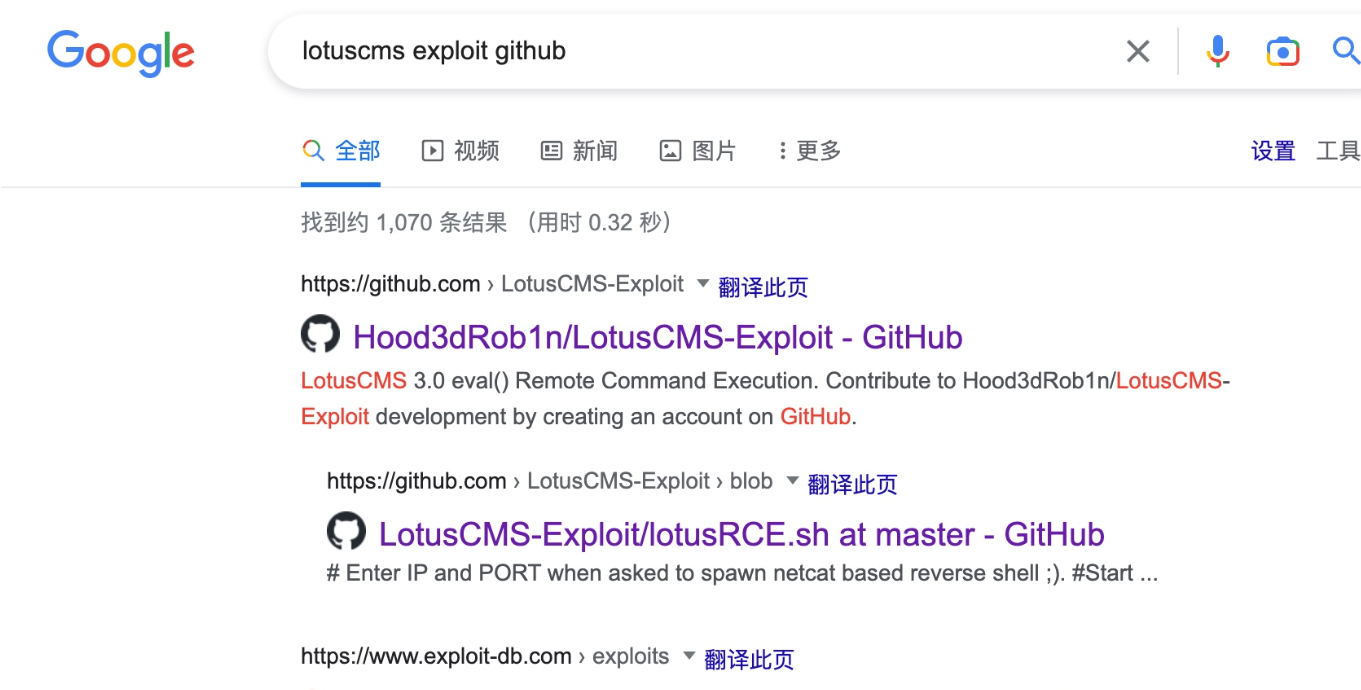 Google
lotuscms exploit github
全部 视频 新闻 图片 更多 设置 工具
找到约 1,070 条结果 （用时 0.32 秒）
https://github.com › LotusCMS-Exploit 翻译此页
Hood3dRob1n/LotusCMS-Exploit - GitHub
LotusCMS 3.0 eval() Remote Command Execution. Contribute to Hood3dRob1n/LotusCMS-
Exploit development by creating an account on GitHub.
https://github.com › LotusCMS-Exploit › blob 翻译此页
LotusCMS-Exploit/lotusRCE.sh at master - GitHub
# Enter IP and PORT when asked to spawn netcat based reverse shell ;). #Start ...
https://www.exploit-db.com › exploits 翻译此页